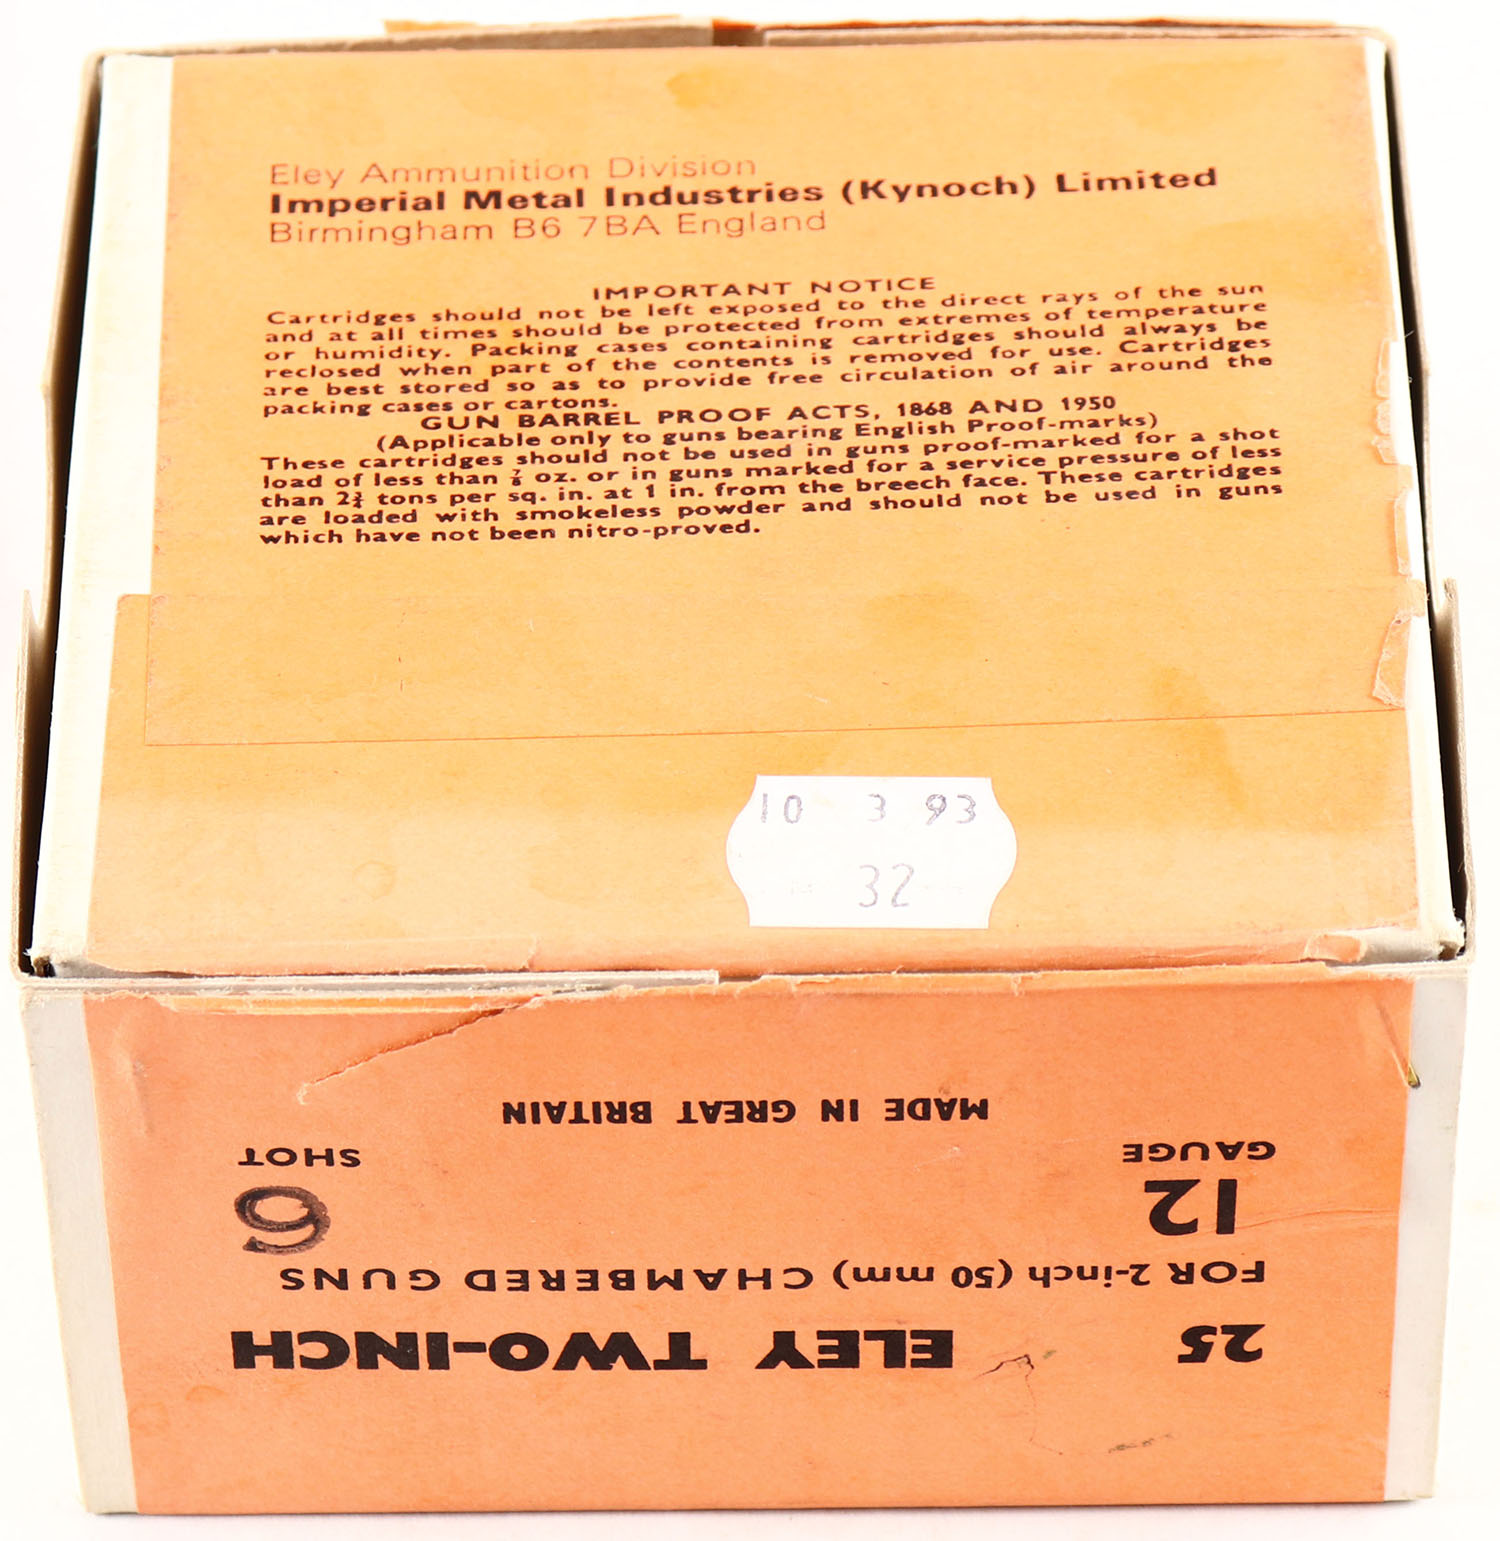 Eley Ammunition Division
Imperial Metal Industries (Kynoch) Limited
Birmingham B6 7BA England
IMPORTANT NOTICE
Cartridges should not be left exposed to the direct rays of the sun
and at all times should be protected from extremes of temperature
or humidity. Packing cases containing cartridges should always be
reclosed when part of the contents is removed for use. Cartridges
are best stored so as to provide free circulation of air around the
packing cases or cartons.
GUN BARREL PROOF ACTS, 1868 AND 1950
(Applicable only to guns bearing English Proof-marks)
These cartridges should not be used in guns proof-marked for a shot
load of less than ⅞ oz. or in guns marked for a service pressure of less
than 2¾ tons per sq. in. at 1 in. from the breech face. These cartridges
are loaded with smokeless powder and should not be used in guns
which have not been nitro-proved.
10 3 93
32
25 ELEY TWO-INCH
FOR 2-inch (50 mm) CHAMBERED GUNS
12 6
GAUGE SHOT
MADE IN GREAT BRITAIN